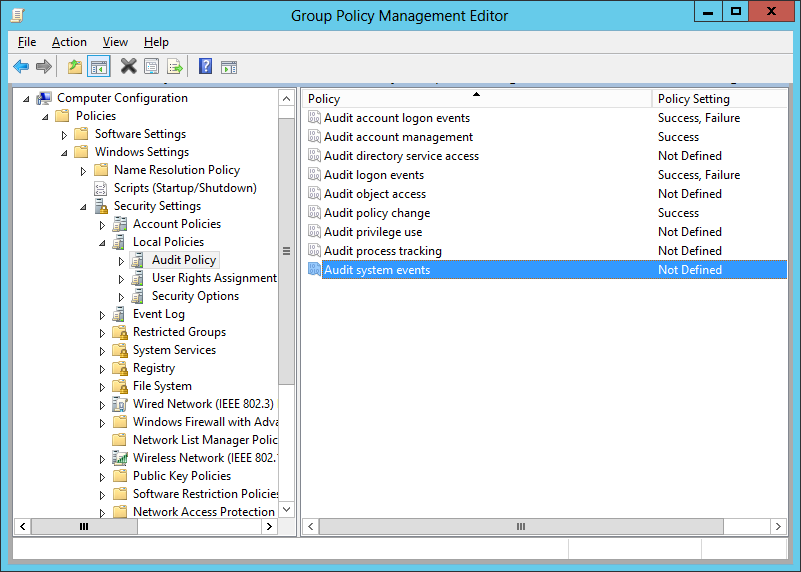 Group Policy Management Editor
File Action View Help
Computer Configuration
Policies
Software Settings
Windows Settings
Name Resolution Policy
Scripts (Startup/Shutdown)
Security Settings
Account Policies
Local Policies
Audit Policy
User Rights Assignment
Security Options
Event Log
Restricted Groups
System Services
Registry
File System
Wired Network (IEEE 802.3)
Windows Firewall with Adva
Network List Manager Polic
Wireless Network (IEEE 802.1
Public Key Policies
Software Restriction Policies
Network Access Protection
Policy Policy Setting
Audit account logon events Success, Failure
Audit account management Success
Audit directory service access Not Defined
Audit logon events Success, Failure
Audit object access Not Defined
Audit policy change Success
Audit privilege use Not Defined
Audit process tracking Not Defined
Audit system events Not Defined